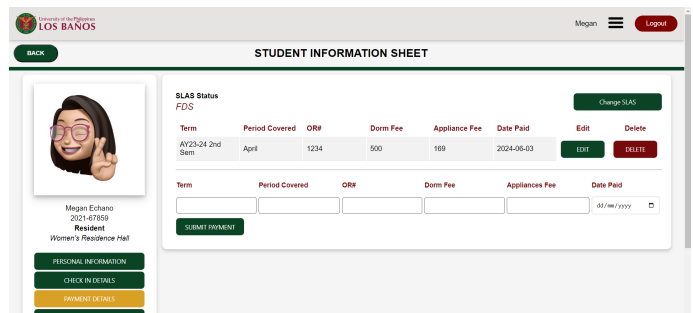 University of the Philippines
LOS BAÑOS
Megan
Logout
BACK
STUDENT INFORMATION SHEET
Megan Echano
2021-67859
Resident
Women's Residence Hall
PERSONAL INFORMATION
CHECK IN DETAILS
PAYMENT DETAILS
SLAS Status
FDS
Change SLAS
Term Period Covered OR# Dorm Fee Appliance Fee Date Paid Edit Delete
AY23-24 2nd
Sem April 1234 500 169 2024-06-03 EDIT DELETE
Term Period Covered OR# Dorm Fee Appliances Fee Date Paid
dd/mm/yyyy
SUBMIT PAYMENT